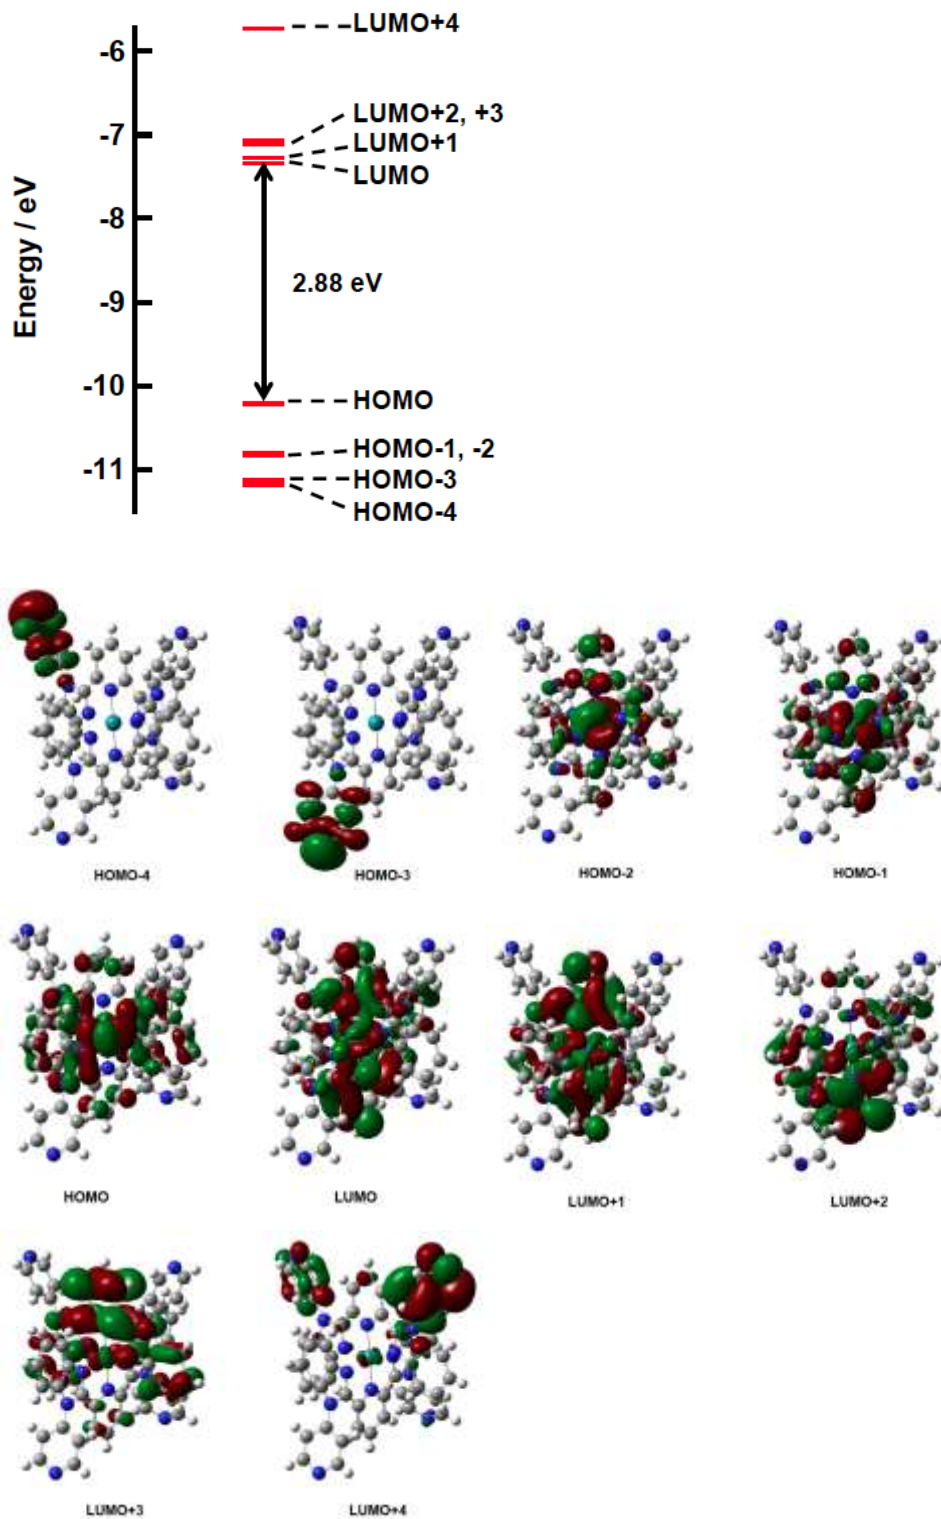 LUMO+4
-6
LUMO+2, +3
-7
LUMO+1
LUMO
-8
Energy / eV
2.88 eV
-9
-10
HOMO
HOMO-1, -2
-11
HOMO-3
HOMO-4
HOMO-4 HOMO-3 HOMO-2 HOMO-1
HOMO LUMO LUMO+1 LUMO+2
LUMO+3 LUMO+4